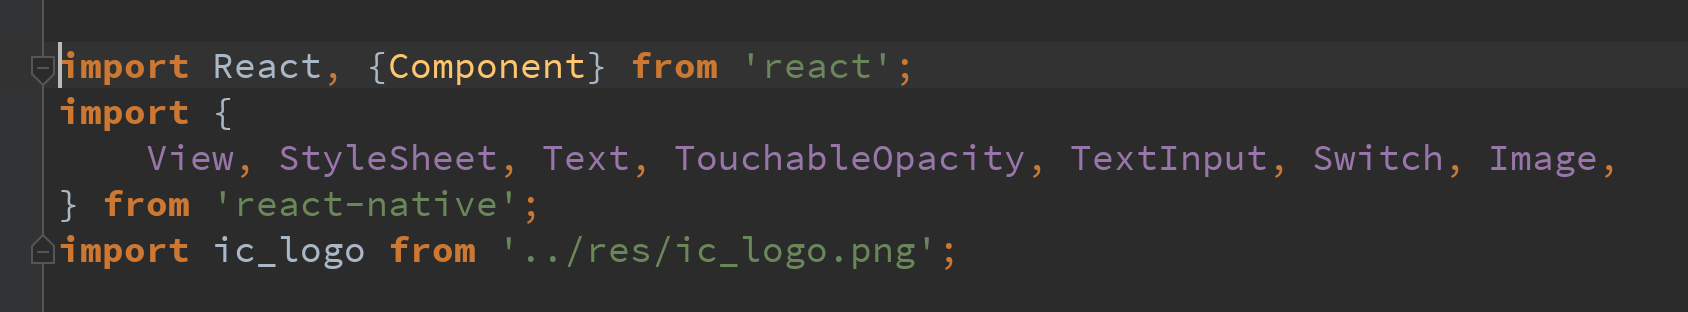 import React, {Component} from 'react';
import {
    View, StyleSheet, Text, TouchableOpacity, TextInput, Switch, Image,
} from 'react-native';
import ic_logo from '../res/ic_logo.png';